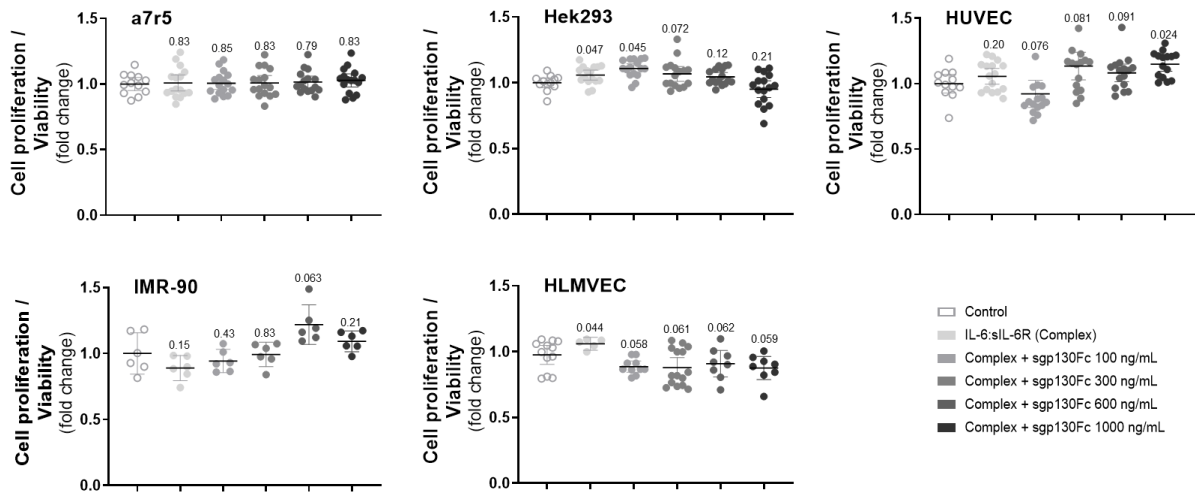 a7r5
Cell proliferation /
Viability
(fold change)
1.5
1.0
0.5
0.0
0.83
0.85
0.83
0.79
0.83
Hek293
Cell proliferation /
Viability
(fold change)
1.5
1.0
0.5
0.0
0.047
0.045
0.072
0.12
0.21
HUVEC
Cell proliferation /
Viability
(fold change)
1.5
1.0
0.5
0.0
0.20
0.076
0.081
0.091
0.024
IMR-90
Cell proliferation /
Viability
(fold change)
1.5
1.0
0.5
0.0
0.15
0.43
0.83
0.063
0.21
HLMVEC
Cell proliferation /
Viability
(fold change)
1.5
1.0
0.5
0.0
0.044
0.058
0.061
0.062
0.059
Control
IL-6:sIL-6R (Complex)
Complex + sgp130Fc 100 ng/mL
Complex + sgp130Fc 300 ng/mL
Complex + sgp130Fc 600 ng/mL
Complex + sgp130Fc 1000 ng/mL